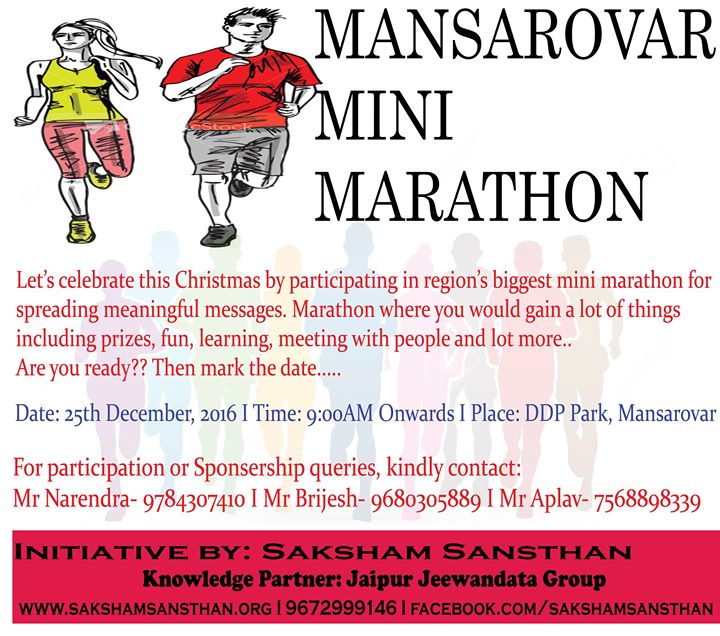 MANSAROVAR
MINI
MARATHON
Let's celebrate this Christmas by participating in region's biggest mini marathon for
spreading meaningful messages. Marathon where you would gain a lot of things
including prizes, fun, learning, meeting with people and lot more..
Are you ready?? Then mark the date.....
Date: 25th December, 2016 I Time: 9:00AM Onwards I Place: DDP Park, Mansarovar
For participation or Sponsership queries, kindly contact:
Mr Narendra- 9784307410 I Mr Brijesh- 9680305889 I Mr Aplav- 7568898339
INITIATIVE BY: SAKSHAM SANSTHAN
Knowledge Partner: Jaipur Jeewandata Group
WWW.SAKSHAMSANSTHAN.ORG I 9672999146 I FACEBOOK.COM/SAKSHAMSANSTHAN